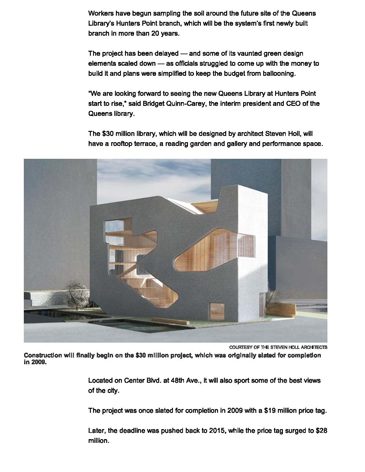 Workers have begun sampling the soil around the future site of the Queens
Library's Hunters Point branch, which will be the system's first newly built
branch in more than 20 years.
The project has been delayed — and some of its vaunted green design
elements scaled down — as officials struggled to come up with the money to
build it and plans were simplified to keep the budget from ballooning.
"We are looking forward to seeing the new Queens Library at Hunters Point
start to rise," said Bridget Quinn-Carey, the interim president and CEO of the
Queens library.
The $30 million library, which will be designed by architect Steven Holl, will
have a rooftop terrace, a reading garden and gallery and performance space.
COURTESY OF THE STEVEN HOLL ARCHITECTS
Construction will finally begin on the $30 million project, which was originally slated for completion
in 2009.
Located on Center Blvd. at 48th Ave., it will also sport some of the best views
of the city.
The project was once slated for completion in 2009 with a $19 million price tag.
Later, the deadline was pushed back to 2015, while the price tag surged to $28
million.